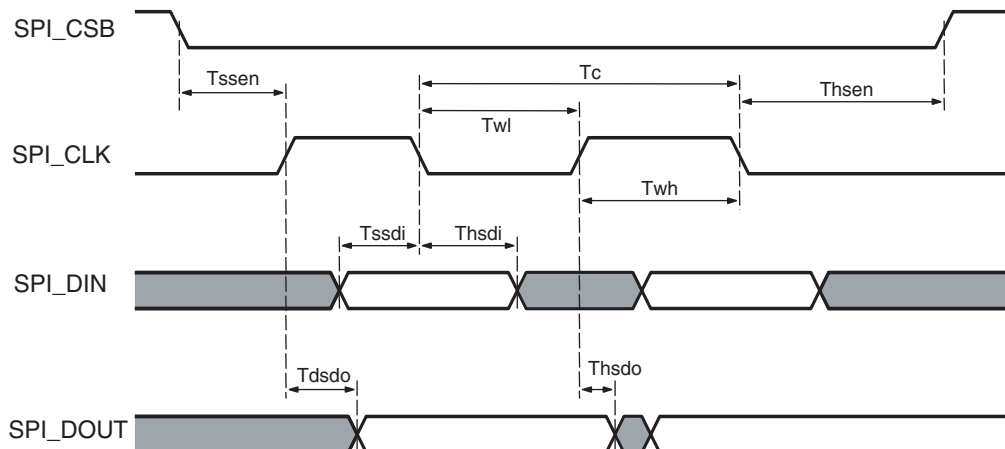 SPI_CSB
Tssen
Tc
Thsen
Twl
SPI_CLK
Twh
Tssdi
Thsdi
SPI_DIN
Tdsdo
Thsdo
SPI_DOUT